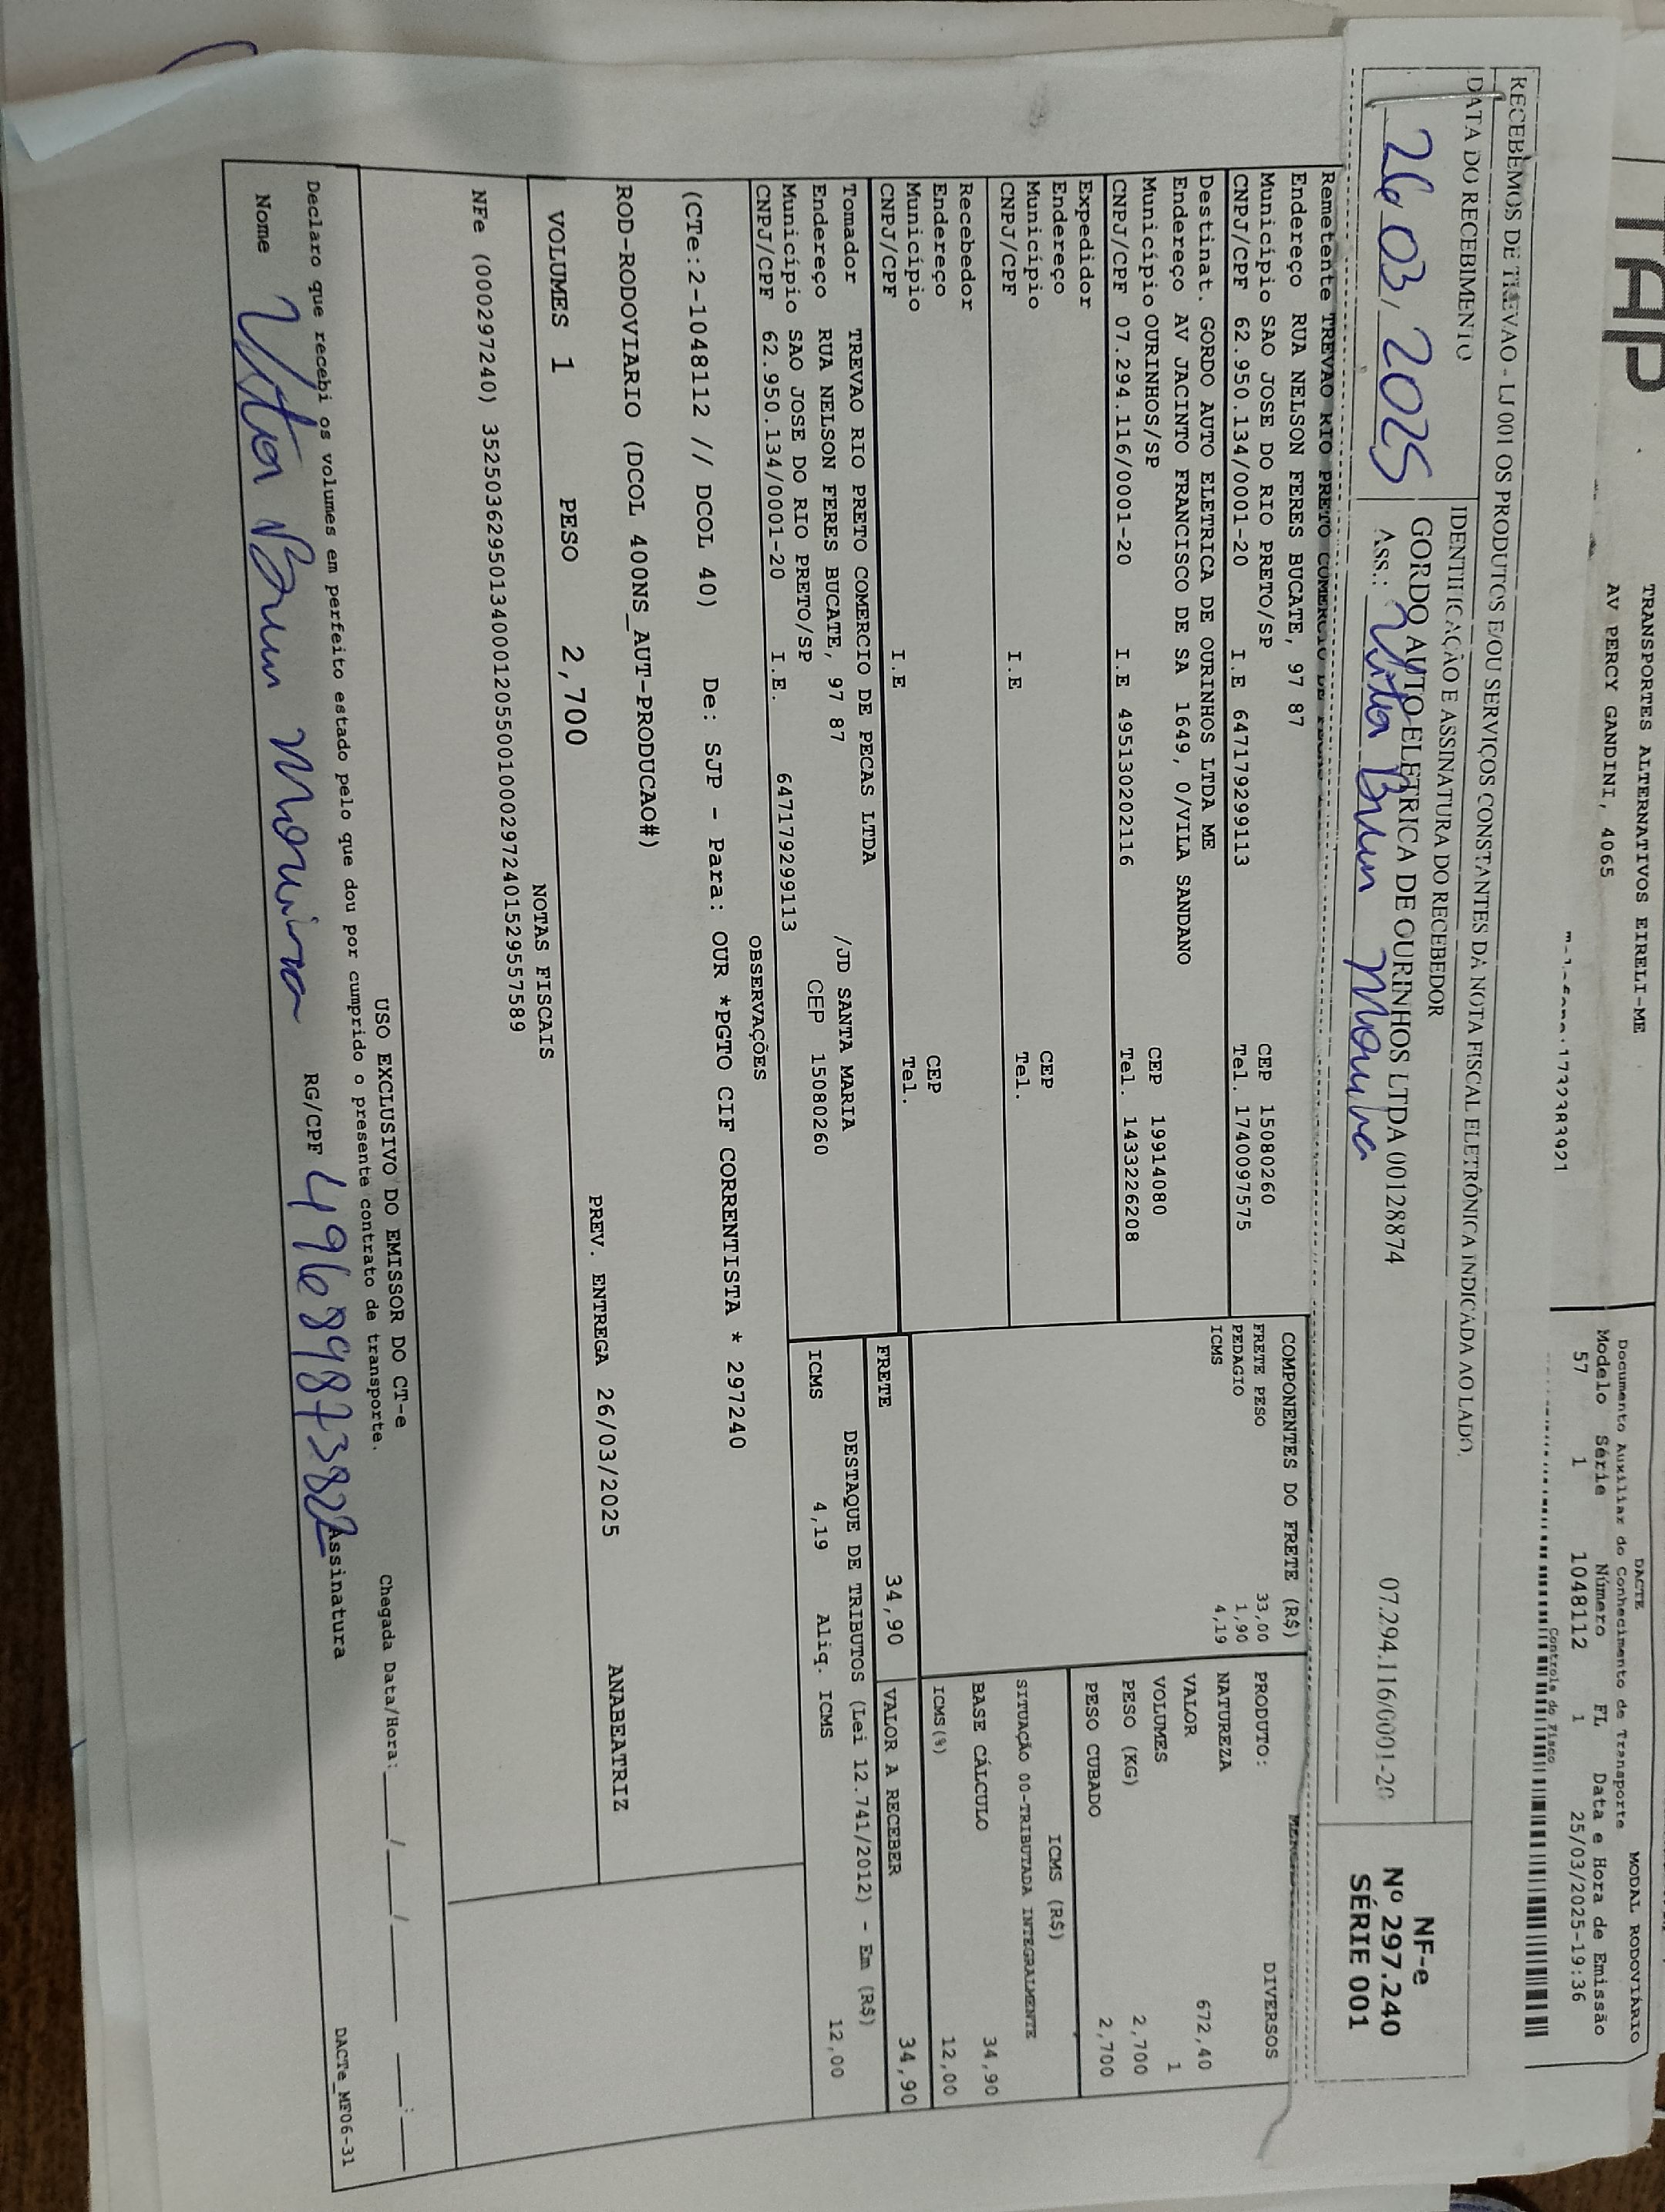 TAP
TRANSPORTES ALTERNATIVOS EIRELI-ME
AV PERCY GANDINI, 4065
DACTE
MODAL RODOVIÁRIO
Documento Auxiliar do Conhecimento de Transporte
Modelo Série Número FL Data e Hora de Emissão
57 1 1048112 1 25/03/2025-19:36
Controle do Fisco
RECEBEMOS DE TREVAO - LJ 001 OS PRODUTOS E/OU SERVIÇOS CONSTANTES DA NOTA FISCAL ELETRÔNICA INDICADA AO LADO.
DATA DO RECEBIMENTO
26 03, 2025
IDENTIFICAÇÃO E ASSINATURA DO RECEBEDOR
GORDO AUTO ELETRICA DE OURINHOS LTDA 00128874 07.294.116/0001-20
ASS.:
NF-e
Nº 297.240
SÉRIE 001
Remetente TREVAO RIO PRETO COMERCIO DE PECAS LTDA
Endereço RUA NELSON FERES BUCATE, 97 87
Município SAO JOSE DO RIO PRETO/SP CEP 15080260
CNPJ/CPF 62.950.134/0001-20 I.E 647179299113 Tel. 1740097575
Destinat. GORDO AUTO ELETRICA DE OURINHOS LTDA ME
Endereço AV JACINTO FRANCISCO DE SA 1649, 0/VILA SANDANO
Município OURINHOS/SP CEP 19914080
CNPJ/CPF 07.294.116/0001-20 I.E 495130202116 Tel. 1433226208
Expedidor
Endereço
Município CEP
CNPJ/CPF I.E Tel.
Recebedor
Endereço
Município CEP
CNPJ/CPF I.E Tel.
Tomador TREVAO RIO PRETO COMERCIO DE PECAS LTDA
Endereço RUA NELSON FERES BUCATE, 97 87 /JD SANTA MARIA
Município SAO JOSE DO RIO PRETO/SP CEP 15080260
CNPJ/CPF 62.950.134/0001-20 I.E. 647179299113
COMPONENTES DO FRETE (R$)
FRETE PESO 33,00
PEDAGIO 1,90
ICMS 4,19
PRODUTO: DIVERSOS
NATUREZA
VALOR 672,40
VOLUMES 1
PESO (KG) 2,700
PESO CUBADO 2,700
ICMS (R$)
SITUAÇÃO 00-TRIBUTADA INTEGRALMENTE
BASE CÁLCULO 34,90
ICMS(%) 12,00
FRETE 34,90
VALOR A RECEBER 34,90
DESTAQUE DE TRIBUTOS (Lei 12.741/2012) - Em (R$)
ICMS 4,19 Aliq. ICMS 12,00
OBSERVAÇÕES
(CTe:2-1048112 // DCOL 40) De: SJP - Para: OUR *PGTO CIF CORRENTISTA * 297240
ROD-RODOVIARIO (DCOL 400NS_AUT-PRODUCAO#)
VOLUMES 1 PESO 2,700 PREV. ENTREGA 26/03/2025 ANABEATRIZ
NOTAS FISCAIS
NFe (000297240) 35250362950134000120550010002972401529557589
USO EXCLUSIVO DO EMISSOR DO CT-e
Declaro que recebi os volumes em perfeito estado pelo que dou por cumprido o presente contrato de transporte.
Chegada Data/Hora: ___/___/____ ___:___
Nome RG/CPF 49689873822 Assinatura
DACTe_MF06-31